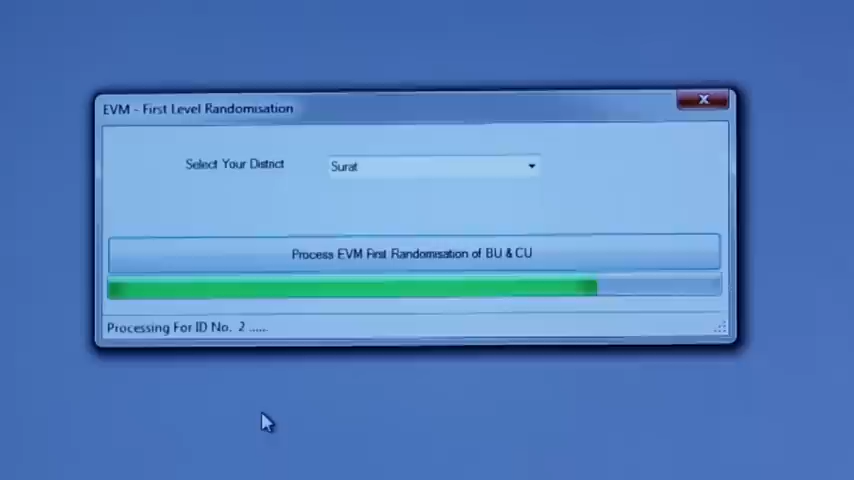 EVM - First Level Randomisation
Select Your District
Surat
Process EVM First Randomisation of BU & CU
Processing For ID No. 2 .....